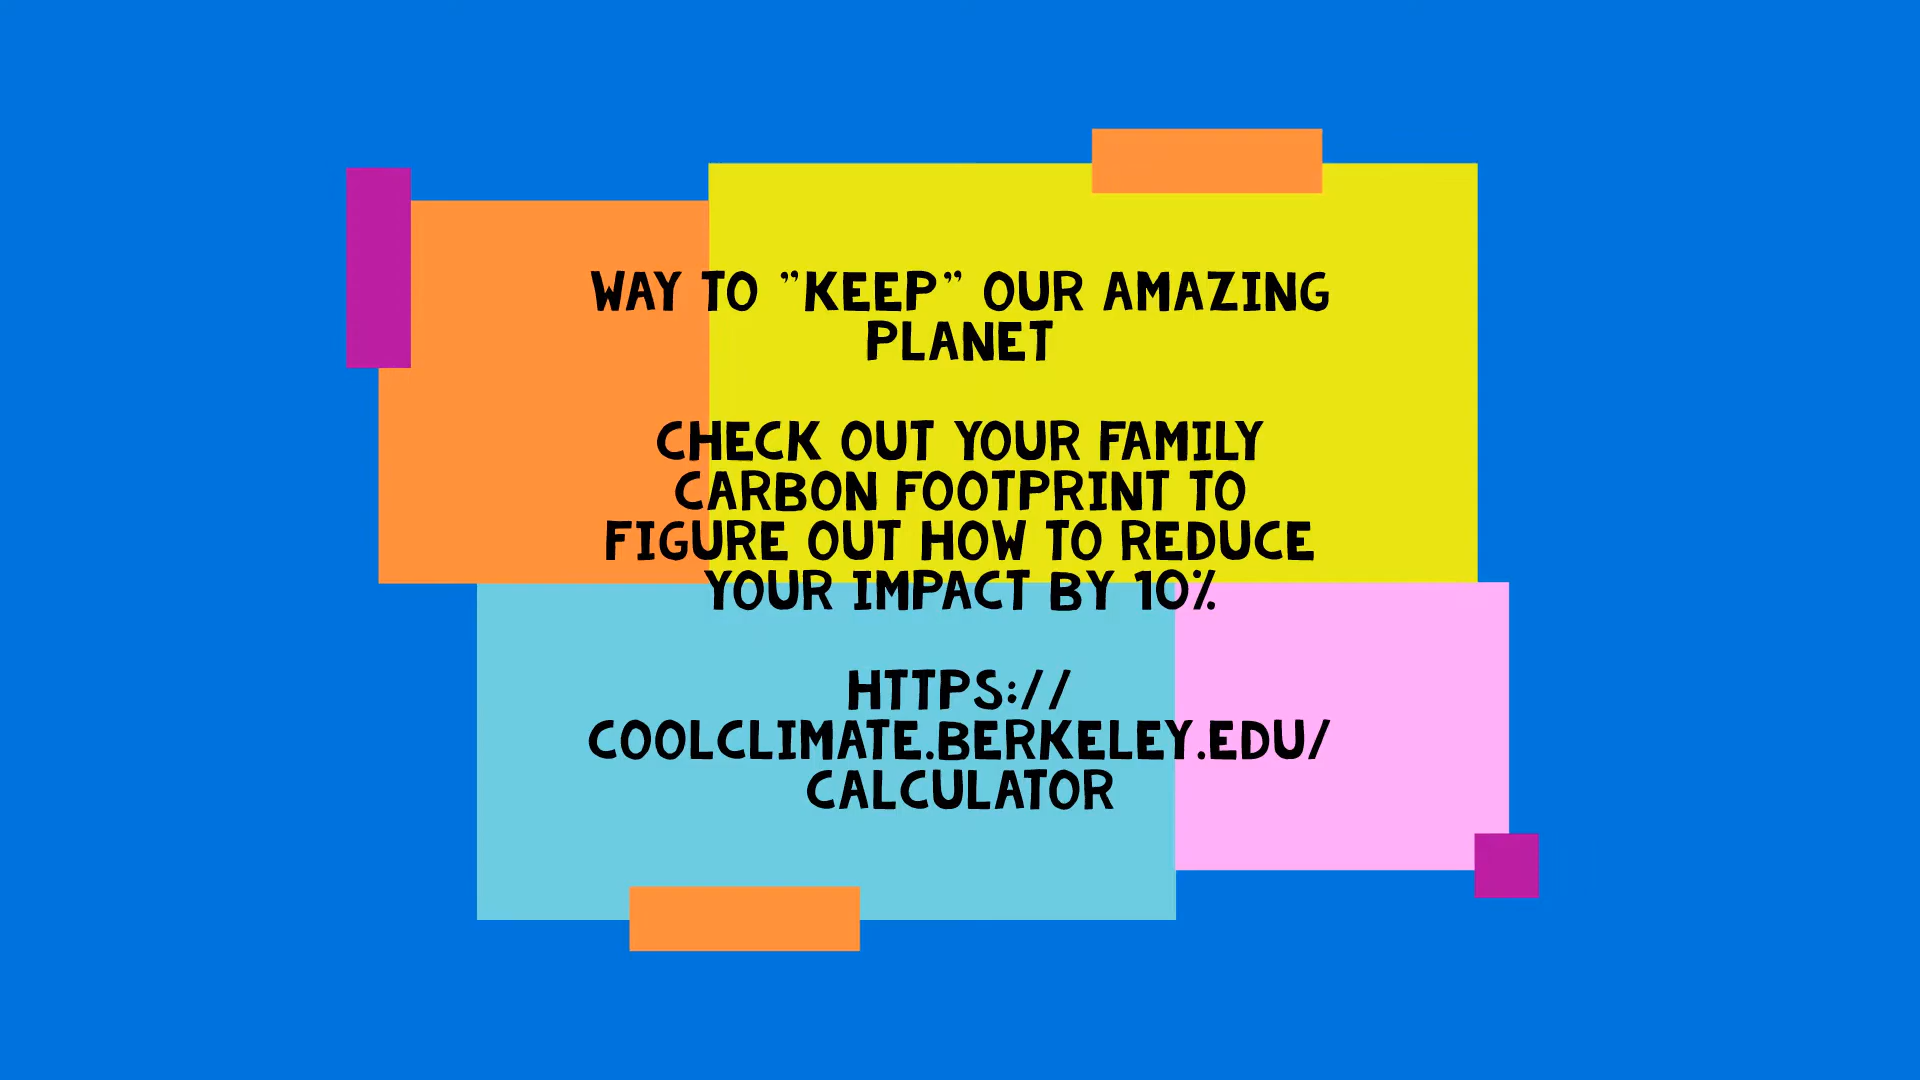 WAY TO ”KEEP” OUR AMAZING
PLANET
CHECK OUT YOUR FAMILY
CARBON FOOTPRINT TO
FIGURE OUT HOW TO REDUCE
YOUR IMPACT BY 10%
HTTPS://
COOLCLIMATE.BERKELEY.EDU/
CALCULATOR